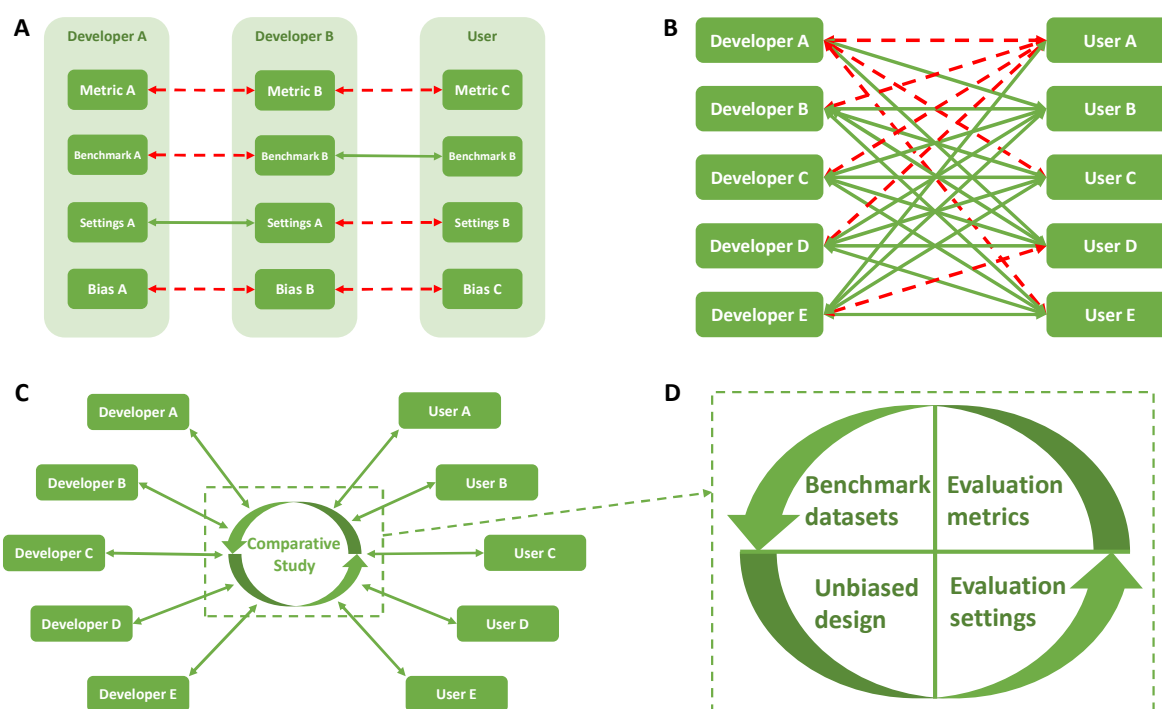 A
Developer A
Developer B
User
Metric A
Metric B
Metric C
Benchmark A
Benchmark B
Benchmark B
Settings A
Settings A
Settings B
Bias A
Bias B
Bias C
B
Developer A
User A
Developer B
User B
Developer C
User C
Developer D
User D
Developer E
User E
C
Developer A
User A
Developer B
User B
Developer C
Comparative
Study
User C
Developer D
User D
Developer E
User E
D
Benchmark
datasets
Evaluation
metrics
Unbiased
design
Evaluation
settings